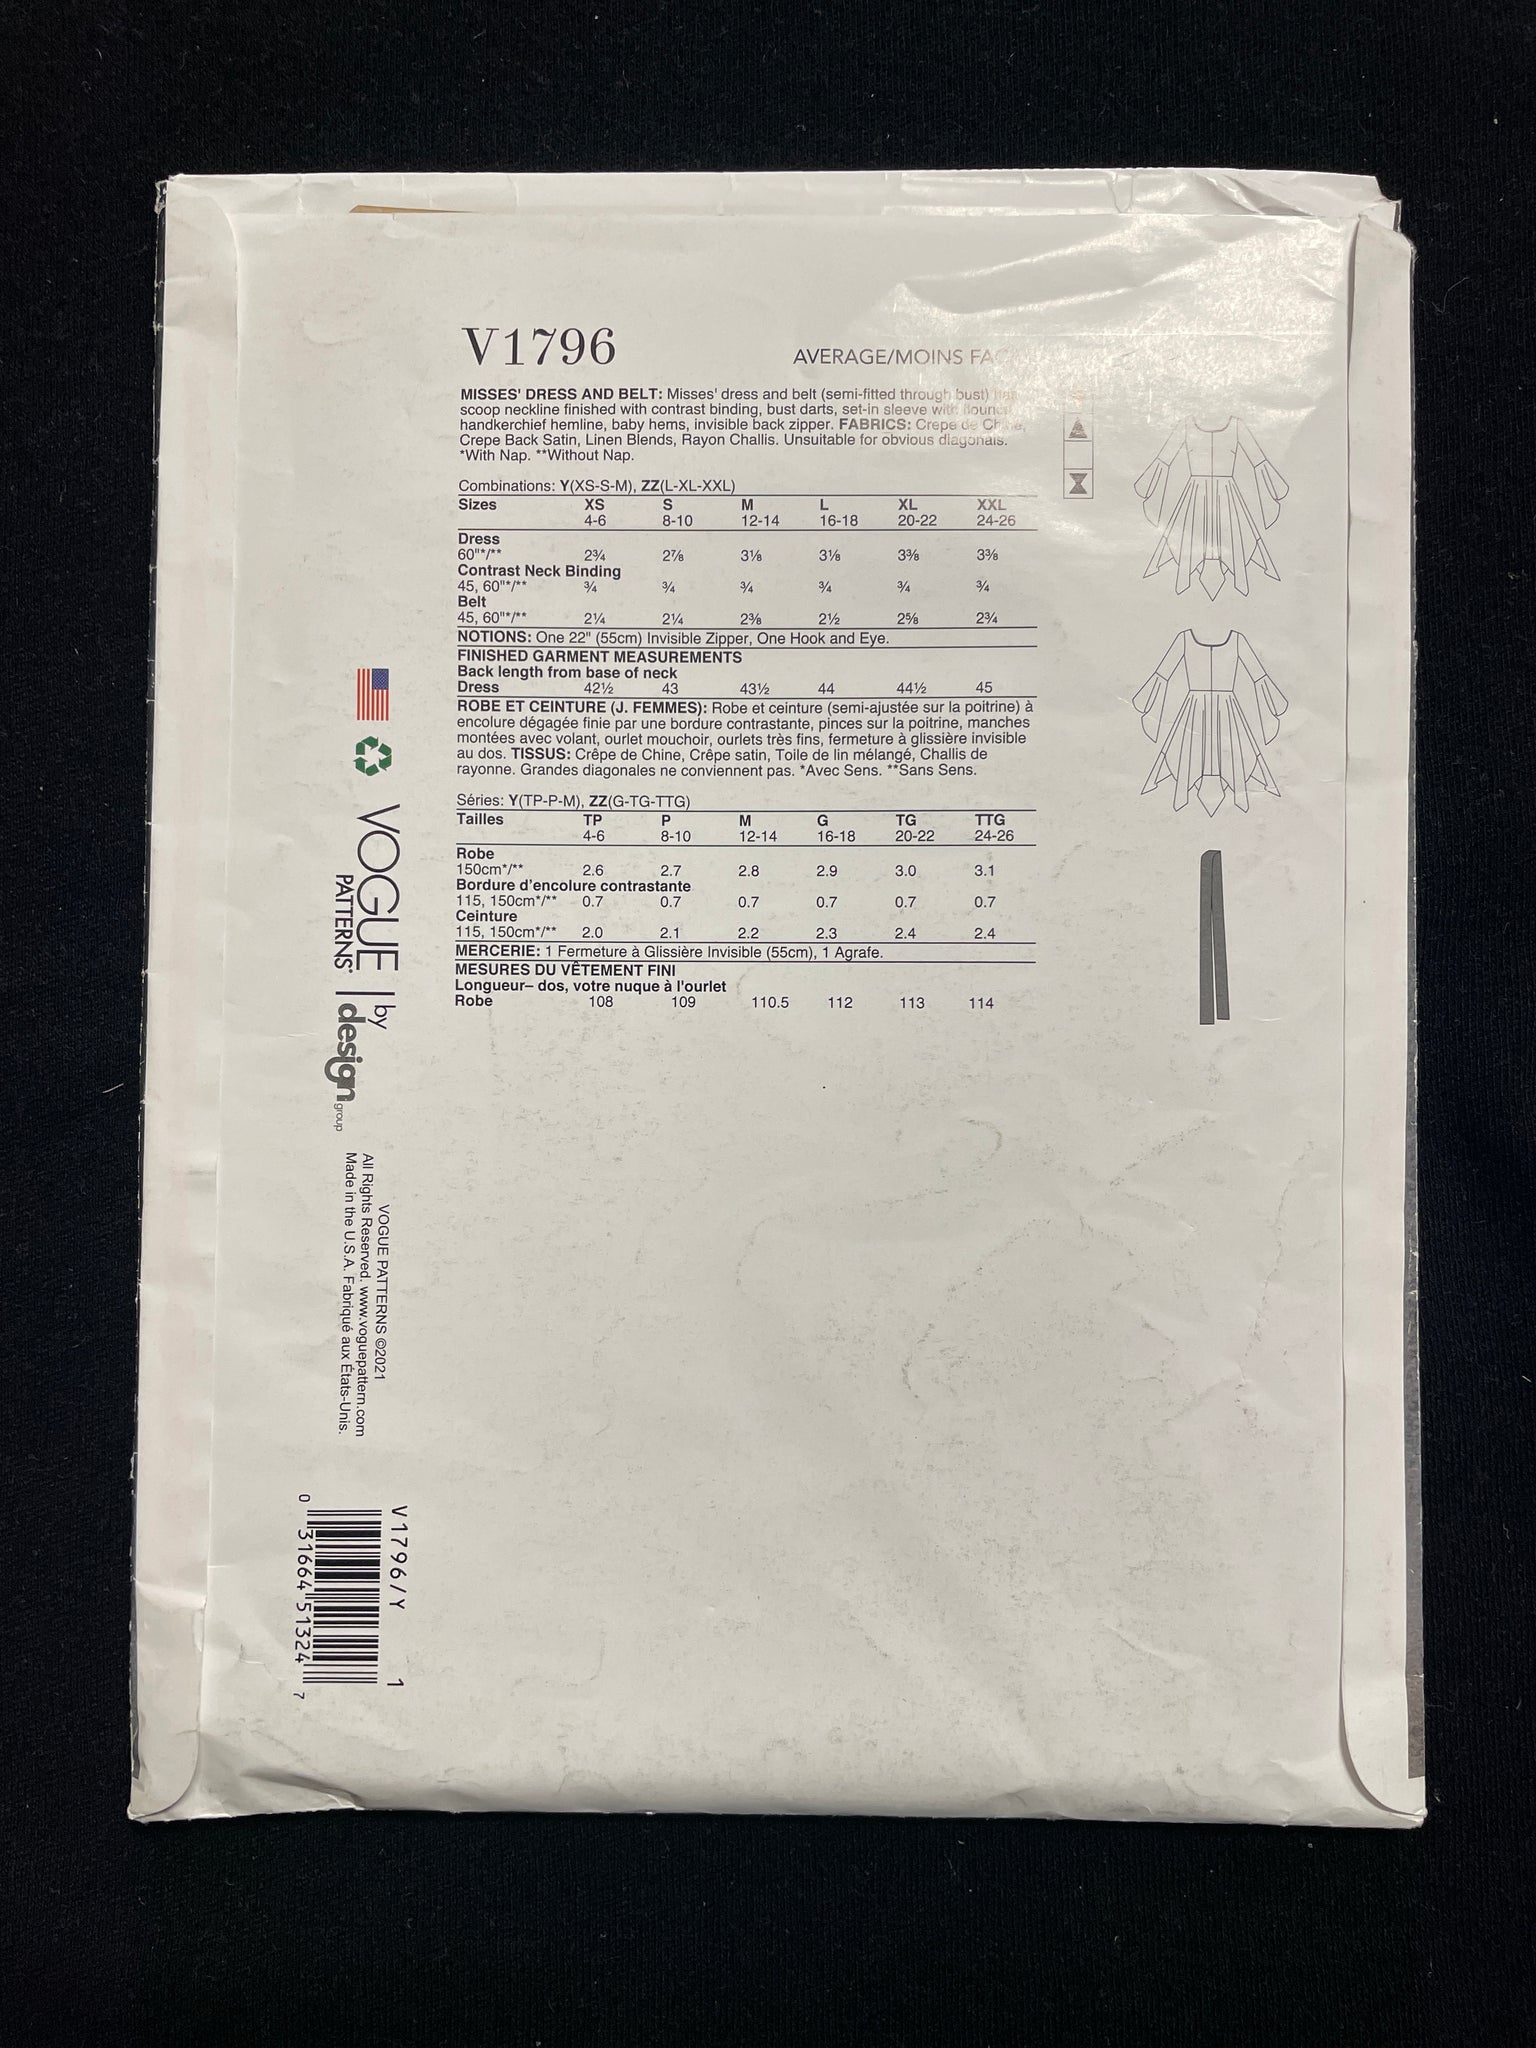 V1796
AVERAGE/MOINS
MISSES' DRESS AND BELT: Misses' dress and belt (semi-fitted through bust) has
scoop neckline finished with contrast binding, bust darts, set-in sleeve with flounce,
handkerchief hemline, baby hems, invisible back zipper. FABRICS: Crepe de Chine,
Crepe Back Satin, Linen Blends, Rayon Challis. Unsuitable for obvious diagonals.
*With Nap. **Without Nap.
Combinations: Y(XS-S-M), ZZ(L-XL-XXL)
Sizes XS S M L XL XXL
4-6 8-10 12-14 16-18 20-22 24-26
Dress
60"*/** 2¾ 2⅞ 3⅛ 3⅛ 3⅜ 3⅜
Contrast Neck Binding
45, 60"*/** ¾ ¾ ¾ ¾ ¾ ¾
Belt
45, 60"*/** 2¼ 2¼ 2⅜ 2½ 2⅝ 2¾
NOTIONS: One 22" (55cm) Invisible Zipper, One Hook and Eye.
FINISHED GARMENT MEASUREMENTS
Back length from base of neck
Dress 42½ 43 43½ 44 44½ 45
ROBE ET CEINTURE (J. FEMMES): Robe et ceinture (semi-ajustée sur la poitrine) à
encolure dégagée finie par une bordure contrastante, pinces sur la poitrine, manches
montées avec volant, ourlet mouchoir, ourlets très fins, fermeture à glissière invisible
au dos. TISSUS: Crêpe de Chine, Crêpe satin, Toile de lin mélangé, Challis de
rayonne. Grandes diagonales ne conviennent pas. *Avec Sens. **Sans Sens.
Séries: Y(TP-P-M), ZZ(G-TG-TTG)
Tailles TP P M G TG TTG
4-6 8-10 12-14 16-18 20-22 24-26
Robe
150cm*/** 2.6 2.7 2.8 2.9 3.0 3.1
Bordure d'encolure contrastante
115, 150cm*/** 0.7 0.7 0.7 0.7 0.7 0.7
Ceinture
115, 150cm*/** 2.0 2.1 2.2 2.3 2.4 2.4
MERCERIE: 1 Fermeture à Glissière Invisible (55cm), 1 Agrafe.
MESURES DU VÊTEMENT FINI
Longueur– dos, votre nuque à l'ourlet
Robe 108 109 110.5 112 113 114
VOGUE
PATTERNS®
by
design
group
VOGUE PATTERNS ©2021
All Rights Reserved. www.voguepattern.com
Made in the U.S.A. Fabriqué aux États-Unis.
V1796/Y 1
0 31664 51324 7